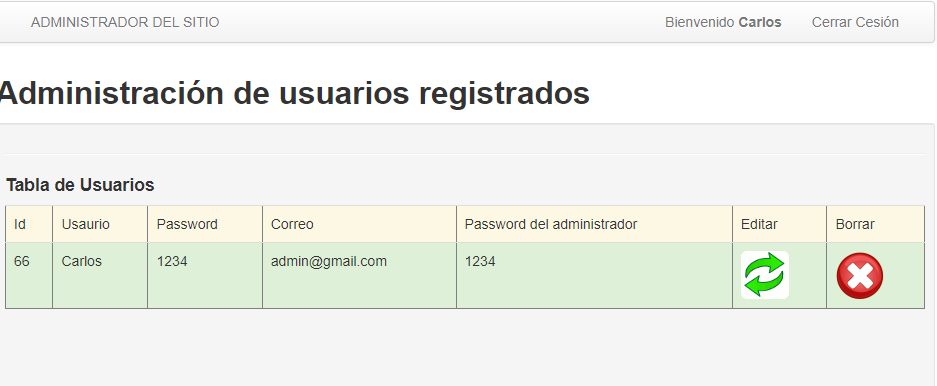 ADMINISTRADOR DEL SITIO Bienvenido Carlos Cerrar Cesión
Administración de usuarios registrados
Tabla de Usuarios
Id Usaurio Password Correo Password del administrador Editar Borrar
66 Carlos 1234 admin@gmail.com 1234